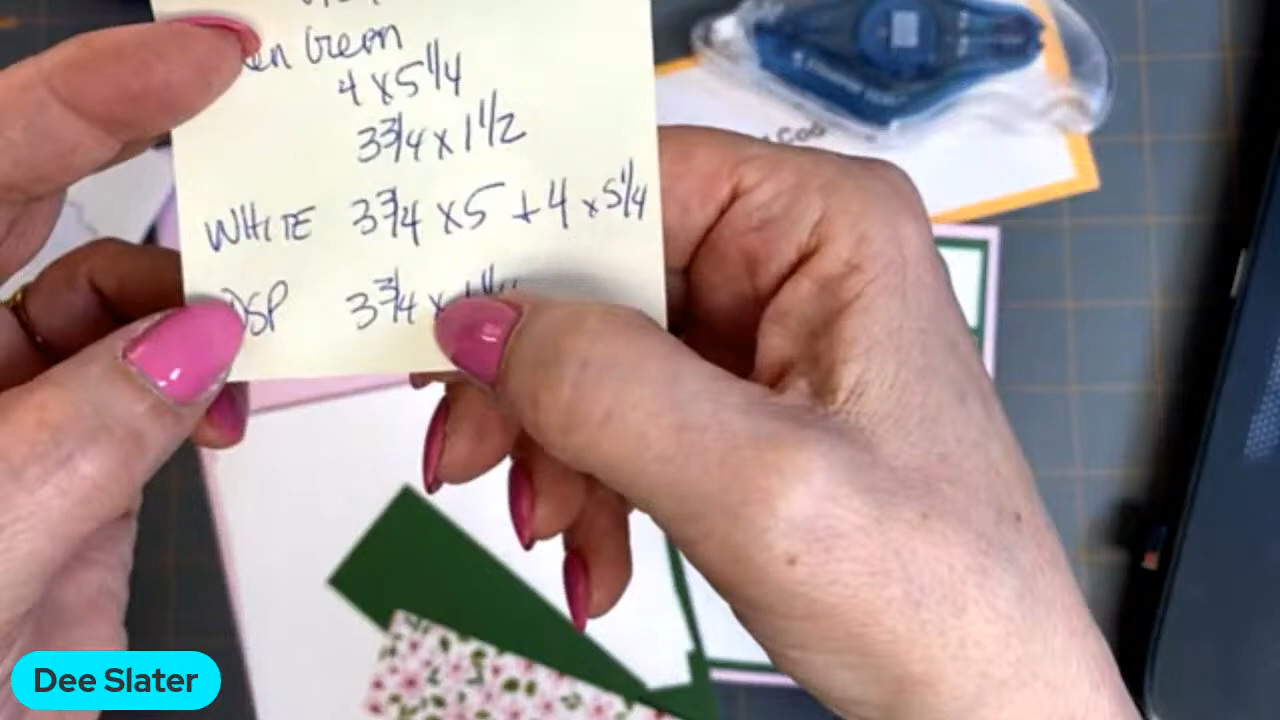 Green
4 x 5 1/4
3 3/4 x 1 1/2
WHITE 3 3/4 x 5 + 4 x 5 1/4
DSP 3 3/4 x
Dee Slater